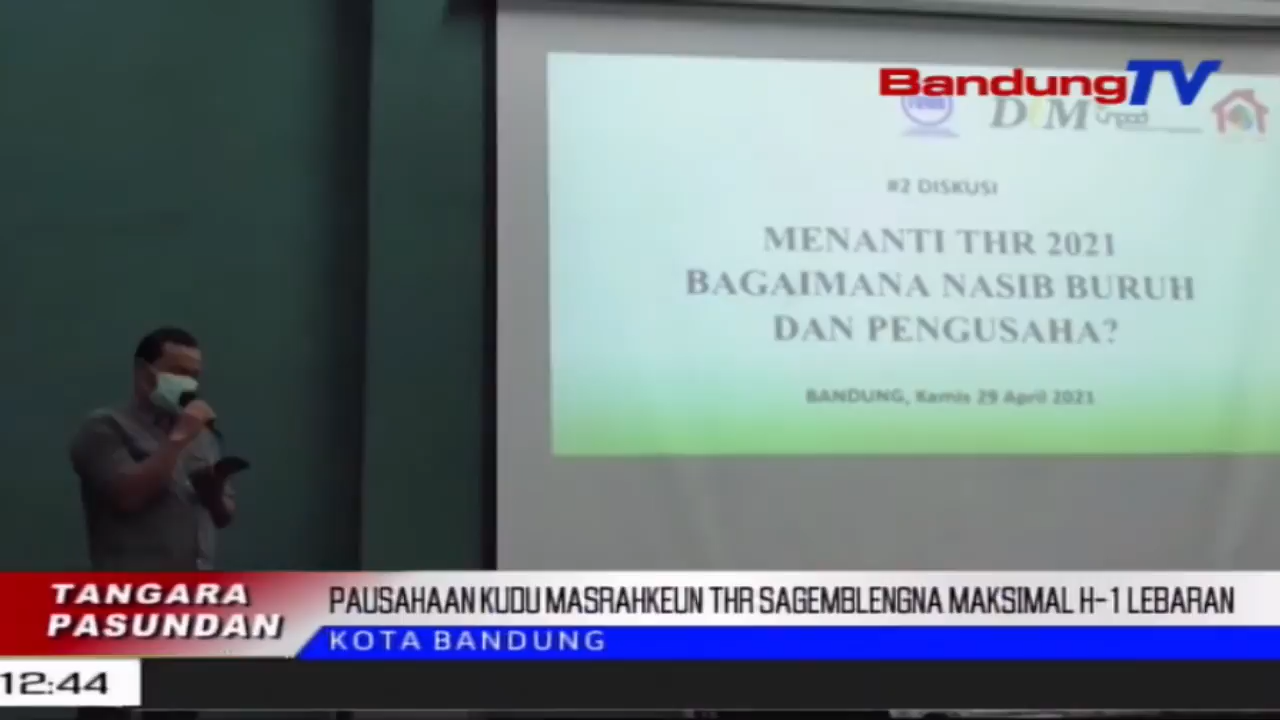 BandungTV
unpad
#2 DISKUSI
MENANTI THR 2021
BAGAIMANA NASIB BURUH
DAN PENGUSAHA?
BANDUNG, Kamis 29 April 2021
TANGARA
PASUNDAN
PAUSAHAAN KUDU MASRAHKEUN THR SAGEMBLENGNA MAKSIMAL H-1 LEBARAN
KOTA BANDUNG
12:44